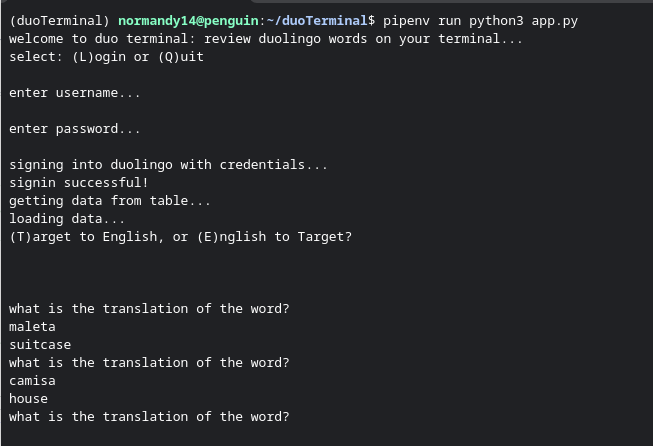 (duoTerminal) normandy14@penguin:~/duoTerminal$ pipenv run python3 app.py
welcome to duo terminal: review duolingo words on your terminal...
select: (L)ogin or (Q)uit
enter username...
enter password...
signing into duolingo with credentials...
signin successful!
getting data from table...
loading data...
(T)arget to English, or (E)nglish to Target?
what is the translation of the word?
maleta
suitcase
what is the translation of the word?
camisa
house
what is the translation of the word?